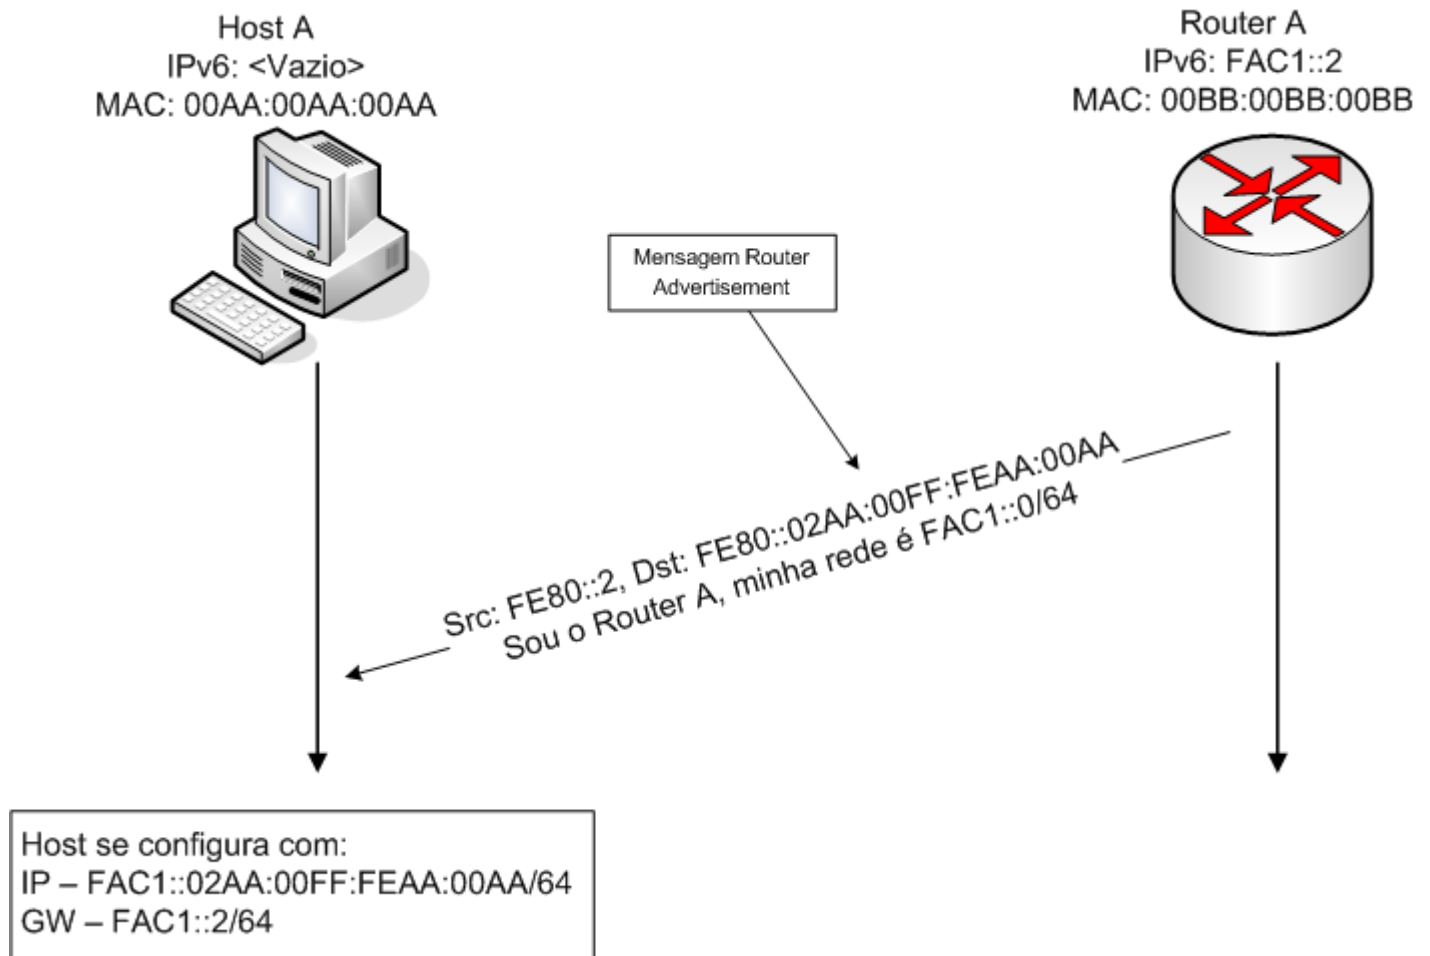 Host A
IPv6: <Vazio>
MAC: 00AA:00AA:00AA
Router A
IPv6: FAC1::2
MAC: 00BB:00BB:00BB
Mensagem Router
Advertisement
Src: FE80::2, Dst: FE80::02AA:00FF:FEAA:00AA
Sou o Router A, minha rede é FAC1::0/64
Host se configura com:
IP – FAC1::02AA:00FF:FEAA:00AA/64
GW – FAC1::2/64